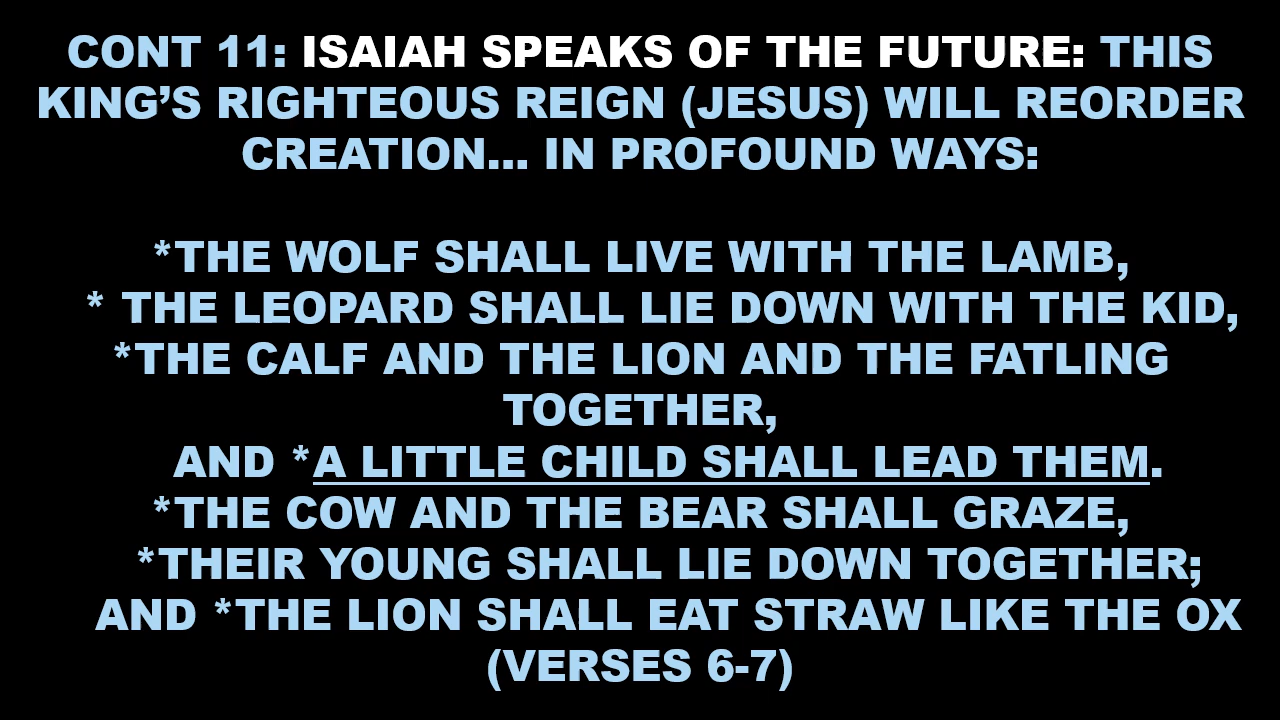 CONT 11: ISAIAH SPEAKS OF THE FUTURE: THIS
KING’S RIGHTEOUS REIGN (JESUS) WILL REORDER
CREATION... IN PROFOUND WAYS:
*THE WOLF SHALL LIVE WITH THE LAMB,
* THE LEOPARD SHALL LIE DOWN WITH THE KID,
*THE CALF AND THE LION AND THE FATLING
TOGETHER,
AND *A LITTLE CHILD SHALL LEAD THEM.
*THE COW AND THE BEAR SHALL GRAZE,
*THEIR YOUNG SHALL LIE DOWN TOGETHER;
AND *THE LION SHALL EAT STRAW LIKE THE OX
(VERSES 6-7)